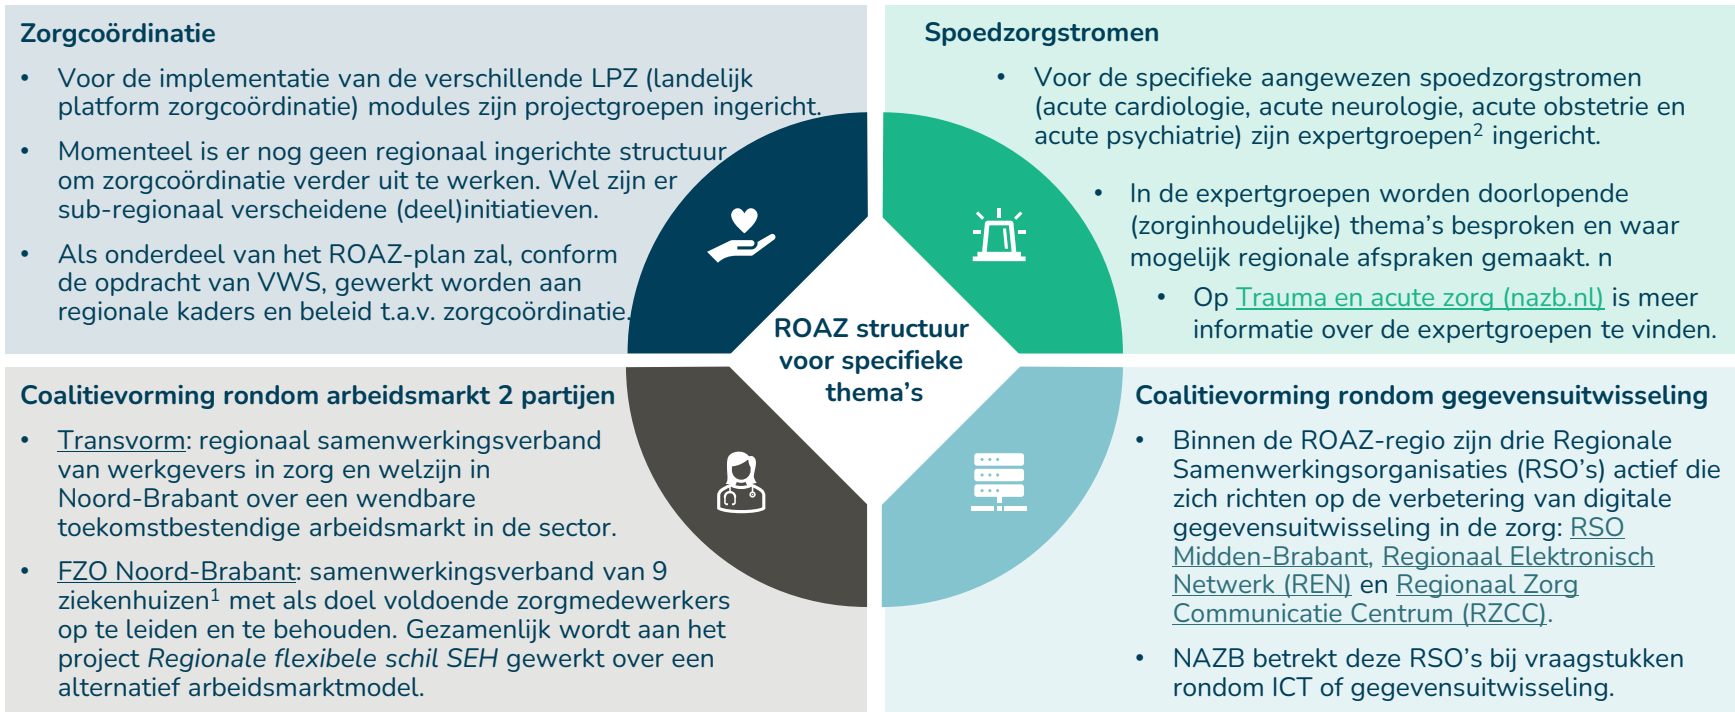 Zorgcoördinatie
• Voor de implementatie van de verschillende LPZ (landelijk
platform zorgcoördinatie) modules zijn projectgroepen ingericht.
• Momenteel is er nog geen regionaal ingerichte structuur
om zorgcoördinatie verder uit te werken. Wel zijn er
sub-regionaal verscheidene (deel)initiatieven.
• Als onderdeel van het ROAZ-plan zal, conform
de opdracht van VWS, gewerkt worden aan
regionale kaders en beleid t.a.v. zorgcoördinatie.
Spoedzorgstromen
• Voor de specifieke aangewezen spoedzorgstromen
(acute cardiologie, acute neurologie, acute obstetrie en
acute psychiatrie) zijn expertgroepen² ingericht.
• In de expertgroepen worden doorlopende
(zorginhoudelijke) thema’s besproken en waar
mogelijk regionale afspraken gemaakt. n
• Op Trauma en acute zorg (nazb.nl) is meer
informatie over de expertgroepen te vinden.
ROAZ structuur
voor specifieke
thema’s
Coalitievorming rondom arbeidsmarkt 2 partijen
• Transvorm: regionaal samenwerkingsverband
van werkgevers in zorg en welzijn in
Noord-Brabant over een wendbare
toekomstbestendige arbeidsmarkt in de sector.
• FZO Noord-Brabant: samenwerkingsverband van 9
ziekenhuizen¹ met als doel voldoende zorgmedewerkers
op te leiden en te behouden. Gezamenlijk wordt aan het
project Regionale flexibele schil SEH gewerkt over een
alternatief arbeidsmarktmodel.
Coalitievorming rondom gegevensuitwisseling
• Binnen de ROAZ-regio zijn drie Regionale
Samenwerkingsorganisaties (RSO’s) actief die
zich richten op de verbetering van digitale
gegevensuitwisseling in de zorg: RSO
Midden-Brabant, Regionaal Elektronisch
Netwerk (REN) en Regionaal Zorg
Communicatie Centrum (RZCC).
• NAZB betrekt deze RSO’s bij vraagstukken
rondom ICT of gegevensuitwisseling.